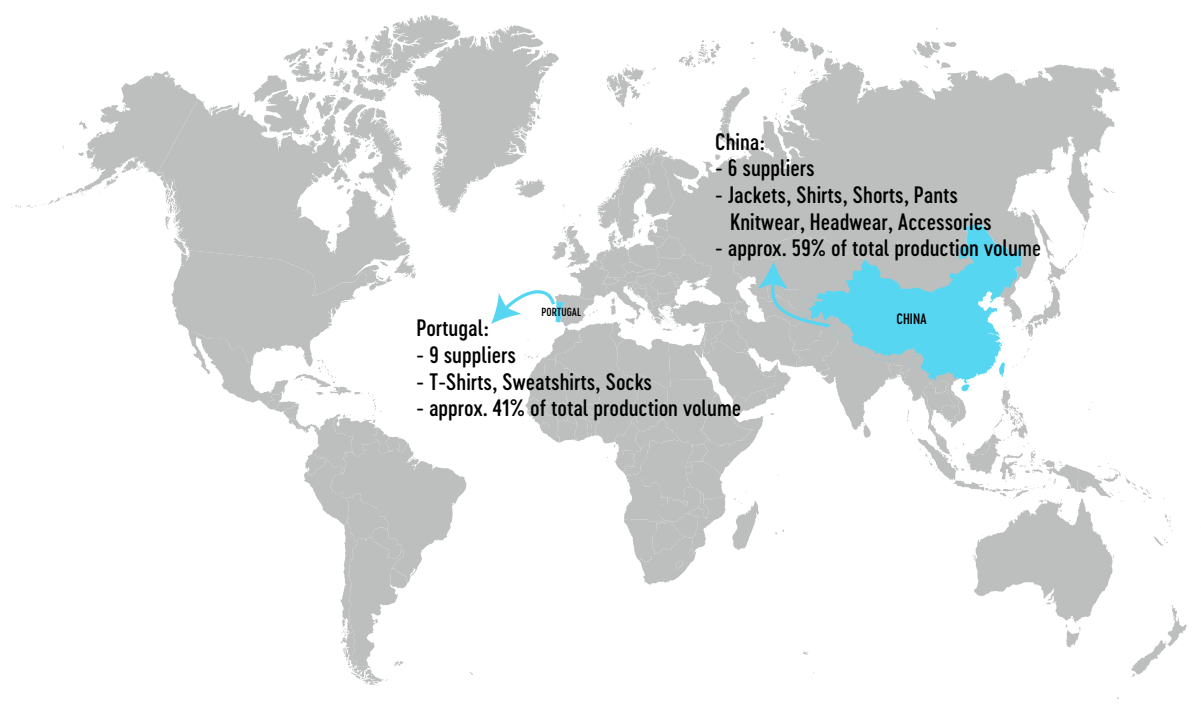 China:
- 6 suppliers
- Jackets, Shirts, Shorts, Pants
Knitwear, Headwear, Accessories
- approx. 59% of total production volume
CHINA
PORTUGAL
Portugal:
- 9 suppliers
- T-Shirts, Sweatshirts, Socks
- approx. 41% of total production volume